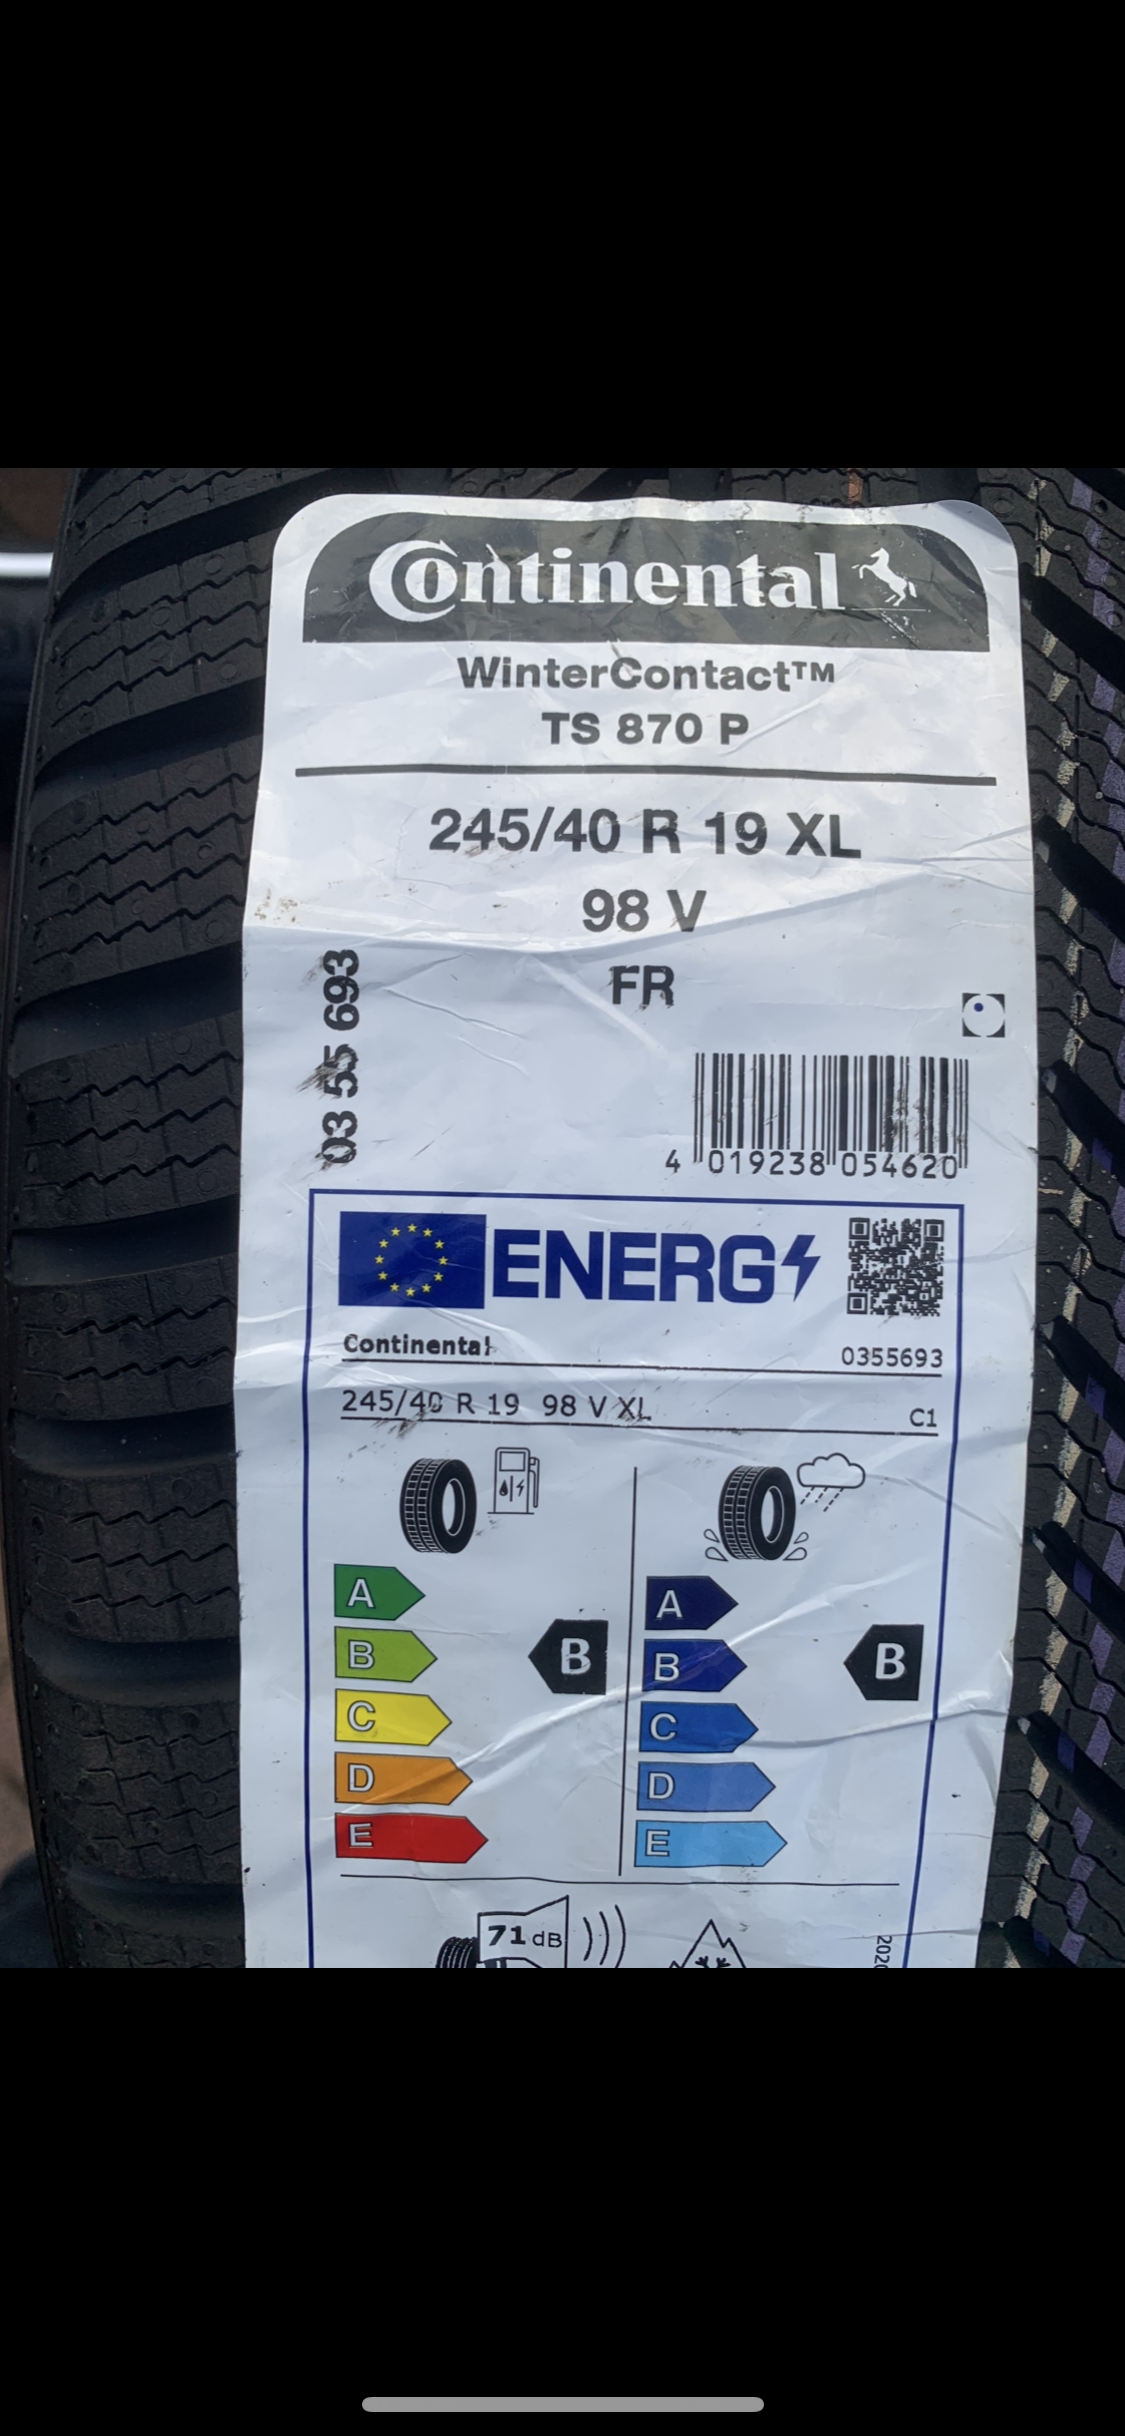 Continental
WinterContact™
TS 870 P
245/40 R 19 XL
98 V
FR
03 55 693
4 019238 054620
ENERG
Continental
0355693
245/40 R 19 98 V XL
C1
A
B
C
D
E
B
A
B
C
D
E
B
71 dB